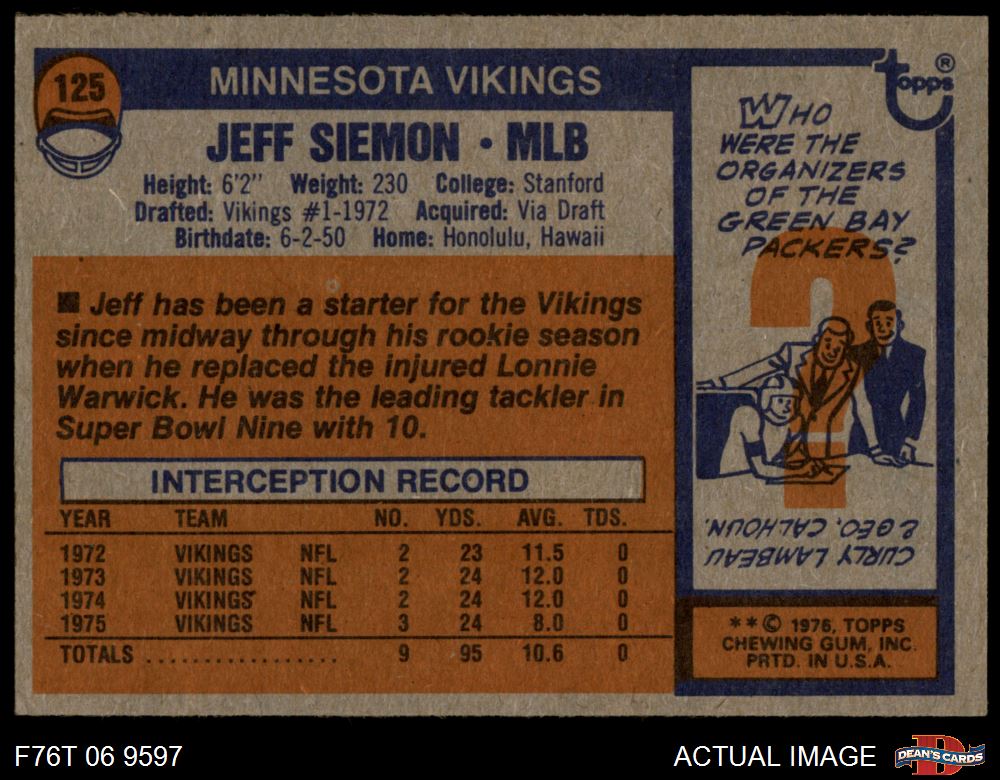 125
MINNESOTA VIKINGS
JEFF SIEMON • MLB
Height: 6'2" Weight: 230 College: Stanford
Drafted: Vikings #1-1972 Acquired: Via Draft
Birthdate: 6-2-50 Home: Honolulu, Hawaii
■ Jeff has been a starter for the Vikings
since midway through his rookie season
when he replaced the injured Lonnie
Warwick. He was the leading tackler in
Super Bowl Nine with 10.
INTERCEPTION RECORD
YEAR TEAM NO. YDS. AVG. TDS.
1972 VIKINGS NFL 2 23 11.5 0
1973 VIKINGS NFL 2 24 12.0 0
1974 VIKINGS NFL 2 24 12.0 0
1975 VIKINGS NFL 3 24 8.0 0
TOTALS .................. 9 95 10.6 0
topps®
WHO
WERE THE
ORGANIZERS
OF THE
GREEN BAY
PACKERS?
CURLY LAMBEAU
& GEO. CALHOUN.
**© 1976, TOPPS
CHEWING GUM, INC.
PRTD. IN U.S.A.
F76T 06 9597
ACTUAL IMAGE
D
DEAN'S CARDS